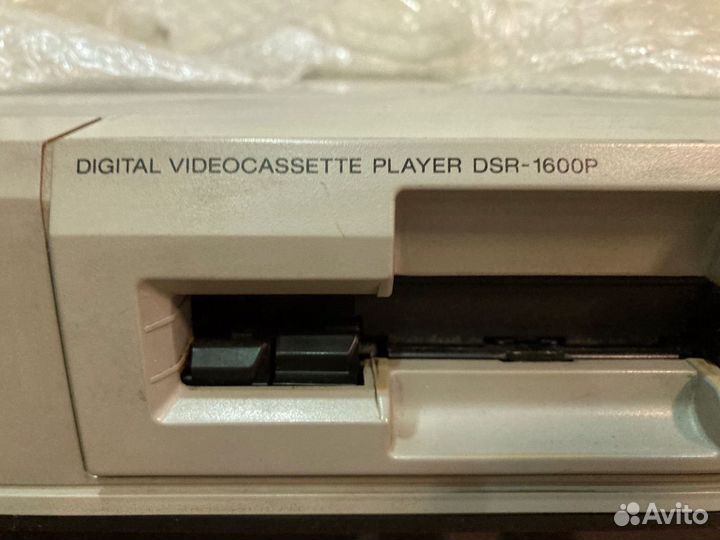 DIGITAL VIDEOCASSETTE PLAYER DSR-1600P
Avito